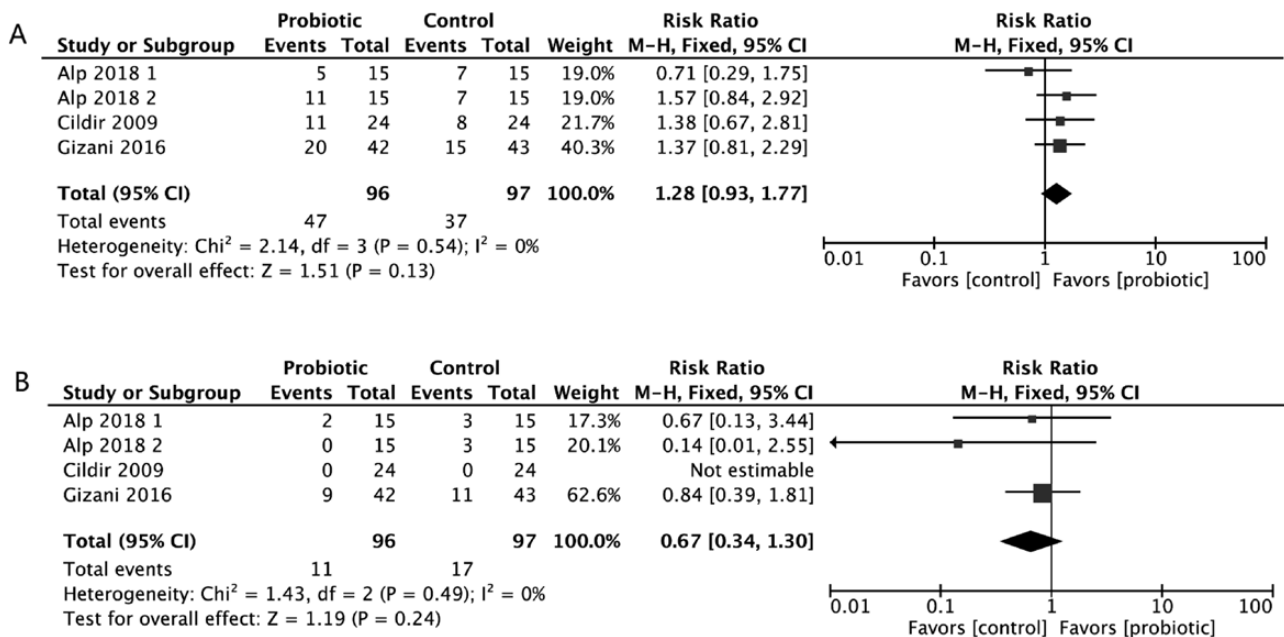 A
Probiotic Control Risk Ratio Risk Ratio
Study or Subgroup Events Total Events Total Weight M-H, Fixed, 95% CI M-H, Fixed, 95% CI
Alp 2018 1 5 15 7 15 19.0% 0.71 [0.29, 1.75]
Alp 2018 2 11 15 7 15 19.0% 1.57 [0.84, 2.92]
Cildir 2009 11 24 8 24 21.7% 1.38 [0.67, 2.81]
Gizani 2016 20 42 15 43 40.3% 1.37 [0.81, 2.29]
Total (95% CI) 96 97 100.0% 1.28 [0.93, 1.77]
Total events 47 37
Heterogeneity: Chi² = 2.14, df = 3 (P = 0.54); I² = 0%
Test for overall effect: Z = 1.51 (P = 0.13)
0.01 0.1 1 10 100
Favors [control] Favors [probiotic]
B
Probiotic Control Risk Ratio Risk Ratio
Study or Subgroup Events Total Events Total Weight M-H, Fixed, 95% CI M-H, Fixed, 95% CI
Alp 2018 1 2 15 3 15 17.3% 0.67 [0.13, 3.44]
Alp 2018 2 0 15 3 15 20.1% 0.14 [0.01, 2.55]
Cildir 2009 0 24 0 24 Not estimable
Gizani 2016 9 42 11 43 62.6% 0.84 [0.39, 1.81]
Total (95% CI) 96 97 100.0% 0.67 [0.34, 1.30]
Total events 11 17
Heterogeneity: Chi² = 1.43, df = 2 (P = 0.49); I² = 0%
Test for overall effect: Z = 1.19 (P = 0.24)
0.01 0.1 1 10 100
Favors [control] Favors [probiotic]